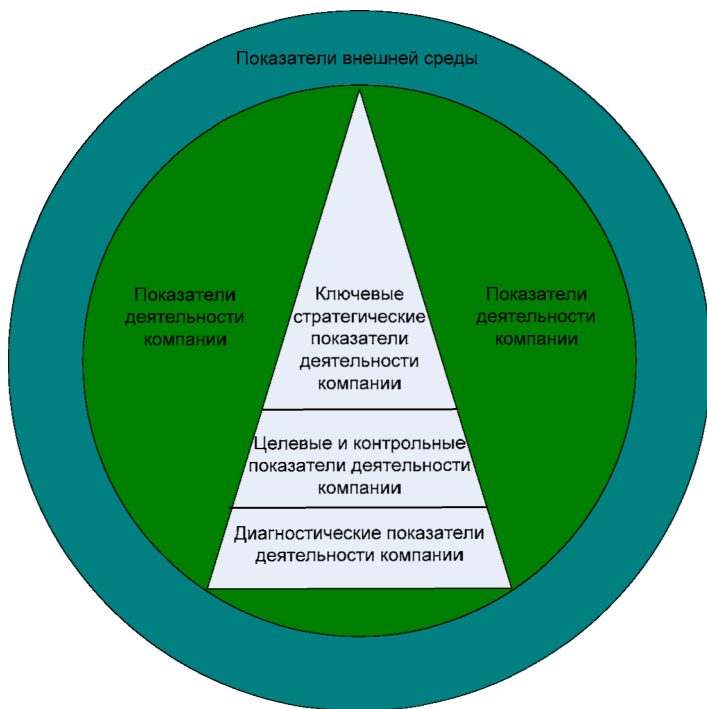 Показатели внешней среды
Показатели
деятельности
компании
Ключевые
стратегические
показатели
деятельности
компании
Показатели
деятельности
компании
Целевые и контрольные
показатели деятельности
компании
Диагностические показатели
деятельности компании